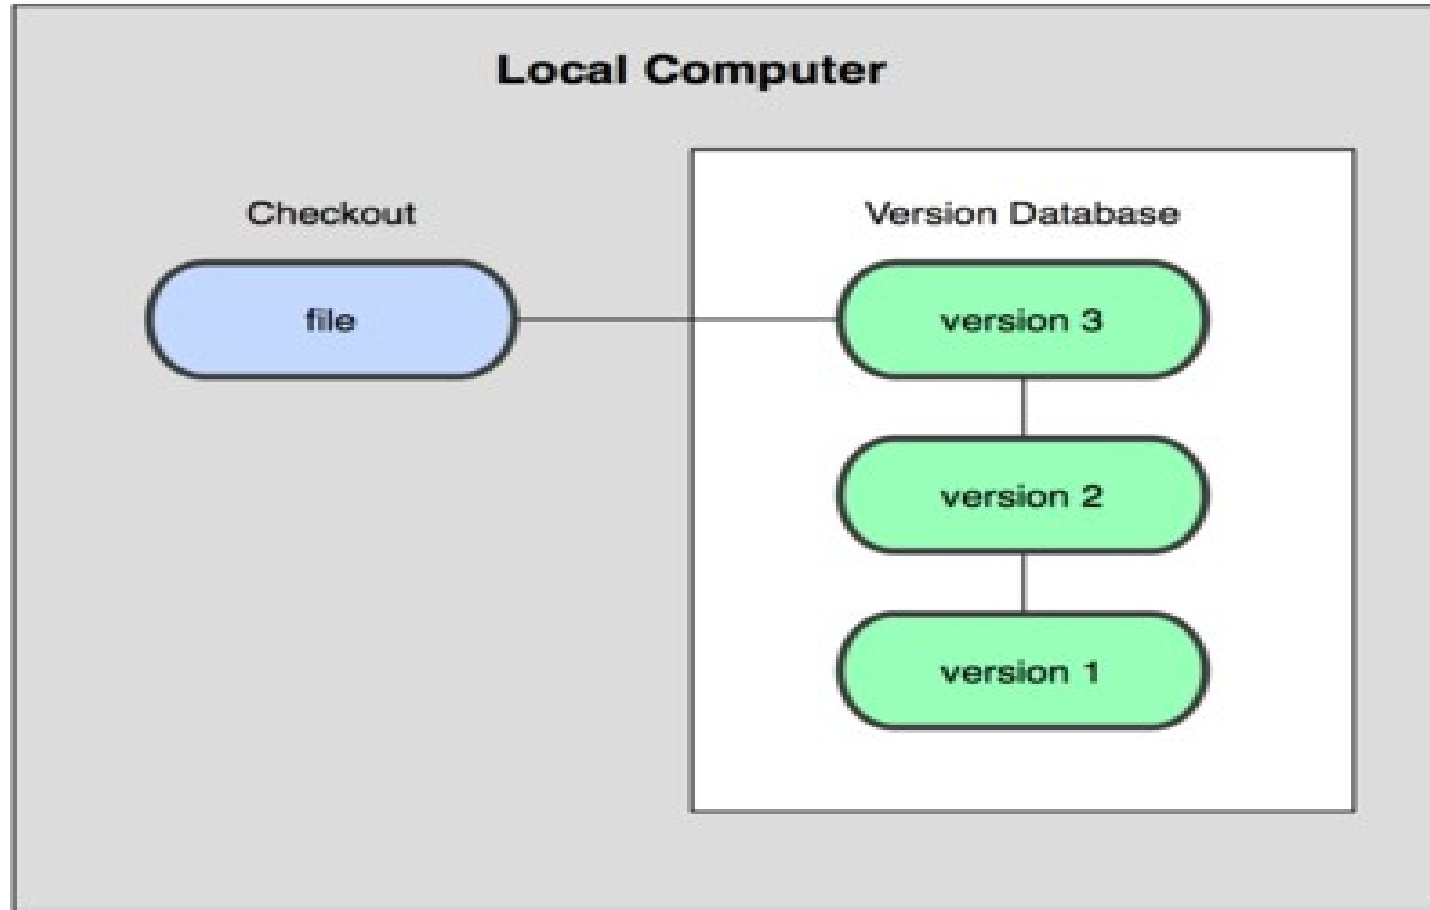 Local Computer
Checkout
Version Database
file
version 3
version 2
version 1